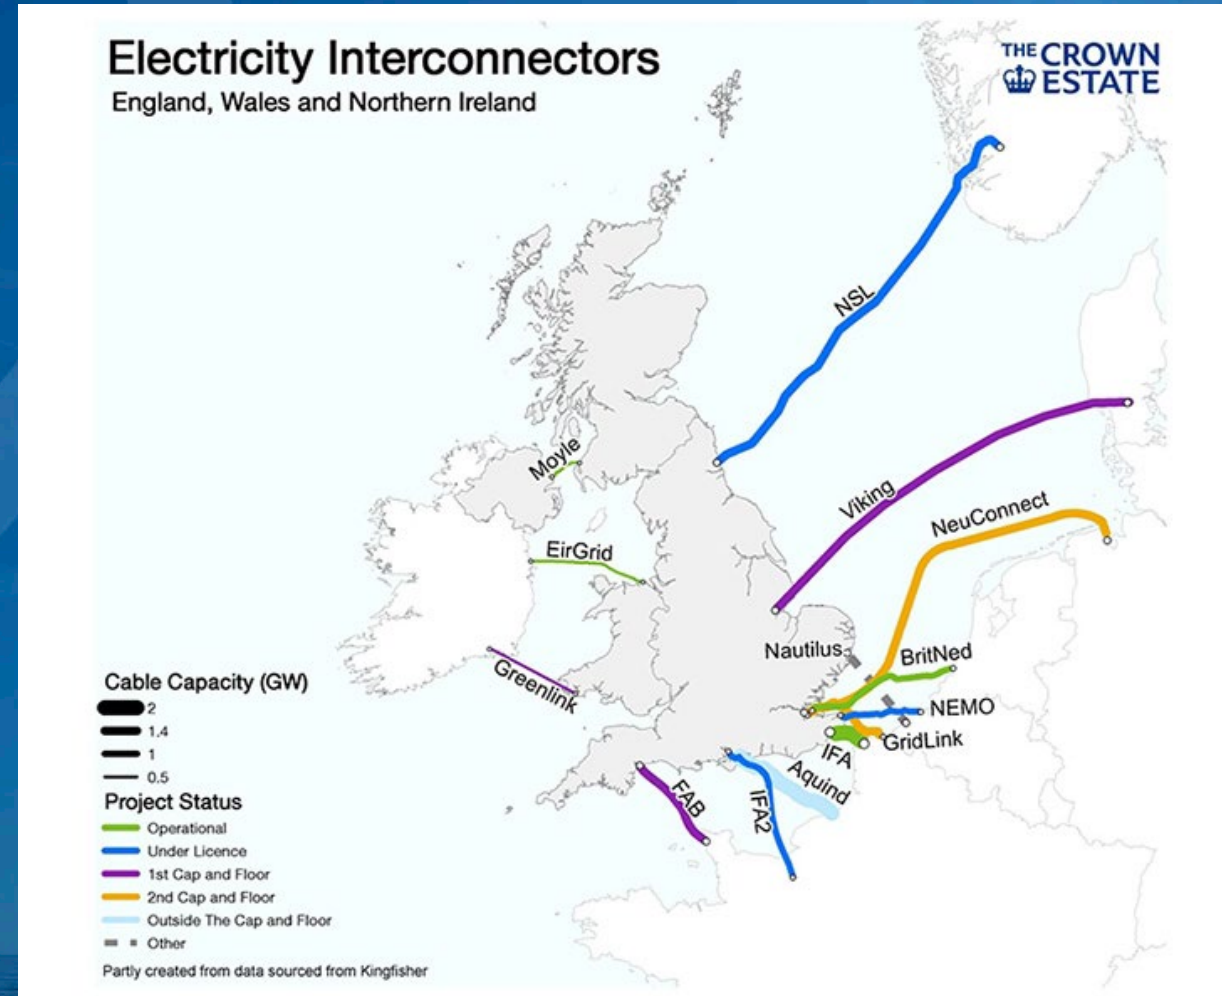 Electricity Interconnectors
England, Wales and Northern Ireland
THE CROWN
ESTATE
NSL
Moyle
Viking
NeuConnect
EirGrid
Nautilus
BritNed
Greenlink
NEMO
GridLink
IFA
Aquind
FAB
IFA2
Cable Capacity (GW)
2
1.4
1
0.5
Project Status
Operational
Under Licence
1st Cap and Floor
2nd Cap and Floor
Outside The Cap and Floor
Other
Partly created from data sourced from Kingfisher